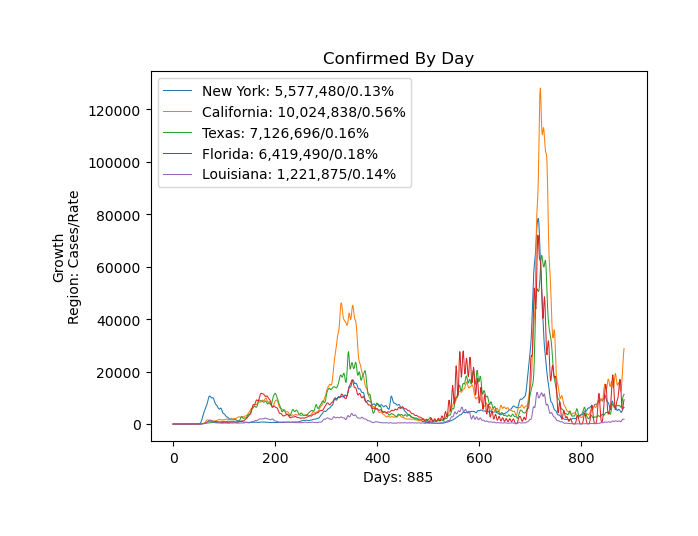 Confirmed By Day
New York: 5,577,480/0.13%
California: 10,024,838/0.56%
Texas: 7,126,696/0.16%
Florida: 6,419,490/0.18%
Louisiana: 1,221,875/0.14%
Growth
Region: Cases/Rate
120000
100000
80000
60000
40000
20000
0
0 200 400 600 800
Days: 885